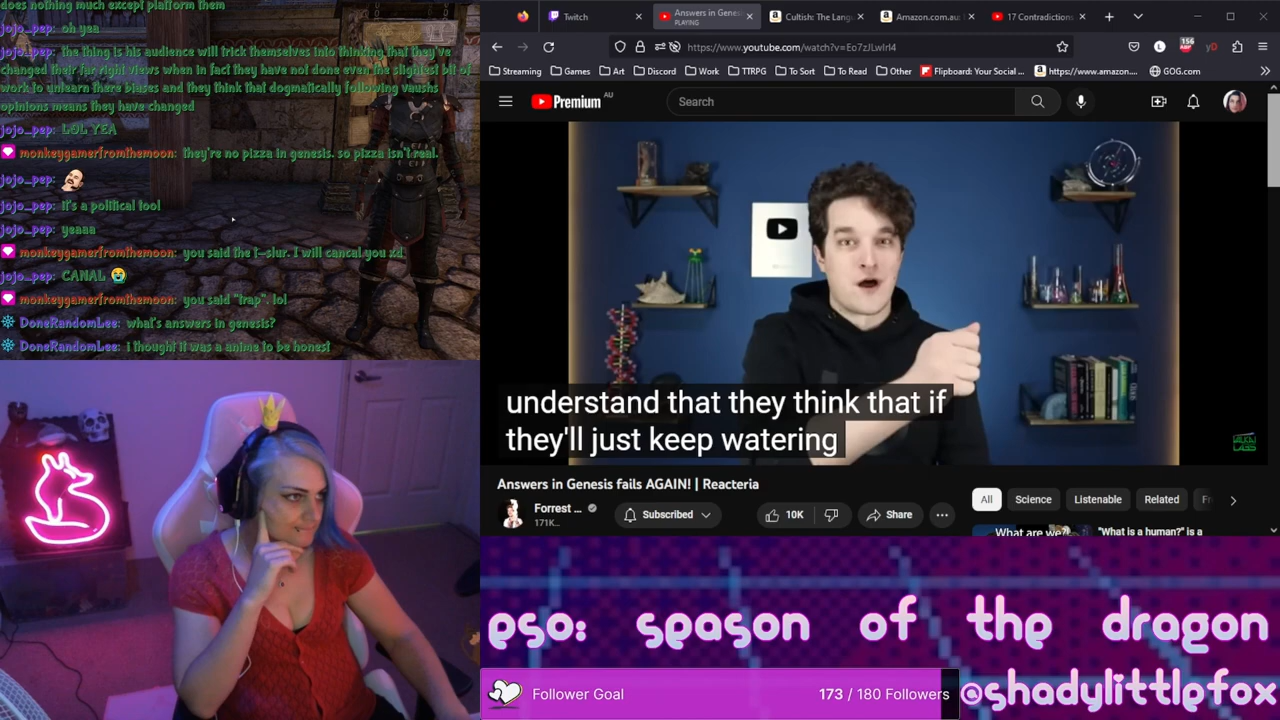 does nothing much except platform them
jojo_pep: oh yea
jojo_pep: the thing is his audience will trick themselves into thinking that they've
changed their far right views when in fact they have not done even the slightest bit of
work to unlearn there biases and they think that dogmatically following vaushs
opinions means they have changed
jojo_pep: LOL YEA
monkeygamerfromthemoon: they're no pizza in genesis. so pizza isn't real.
jojo_pep:
jojo_pep: it's a political tool
jojo_pep: yeaaa
monkeygamerfromthemoon: you said the t-slur. I will cancal you xd
jojo_pep: CANAL 😭
monkeygamerfromthemoon: you said "trap". lol
DoneRandomLee: what's answers in genesis?
DoneRandomLee: i thought it was a anime to be honest
Twitch
Answers in Genesi
PLAYING
Cultish: The Langu
Amazon.com.au:
17 Contradictions
https://www.youtube.com/watch?v=Eo7zJLwIrl4
154
Streaming
Games
Art
Discord
Work
TTRPG
To Sort
To Read
Other
Flipboard: Your Social ...
https://www.amazon....
GOG.com
Premium AU
Search
understand that they think that if
they'll just keep watering
Answers in Genesis fails AGAIN! | Reacteria
Forrest ...
171K...
Subscribed
10K
Share
All
Science
Listenable
Related
"What are we?!
"What is a human?" is a
eso: season of the dragon
Follower Goal
173 / 180 Followers
@shadylittlefox